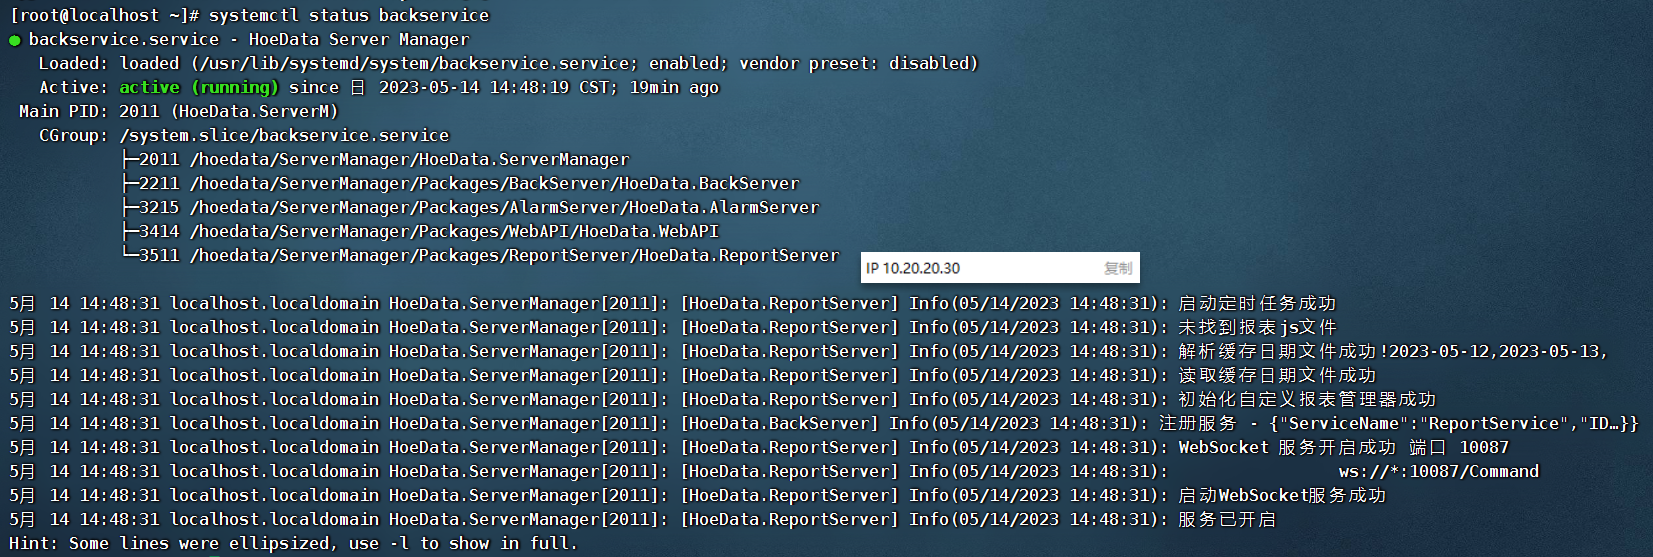 [root@localhost ~]# systemctl status backservice
● backservice.service - HoeData Server Manager
   Loaded: loaded (/usr/lib/systemd/system/backservice.service; enabled; vendor preset: disabled)
   Active: active (running) since 日 2023-05-14 14:48:19 CST; 19min ago
 Main PID: 2011 (HoeData.ServerM)
   CGroup: /system.slice/backservice.service
           ├─2011 /hoedata/ServerManager/HoeData.ServerManager
           ├─2211 /hoedata/ServerManager/Packages/BackServer/HoeData.BackServer
           ├─3215 /hoedata/ServerManager/Packages/AlarmServer/HoeData.AlarmServer
           ├─3414 /hoedata/ServerManager/Packages/WebAPI/HoeData.WebAPI
           └─3511 /hoedata/ServerManager/Packages/ReportServer/HoeData.ReportServer
IP 10.20.20.30 复制
5月 14 14:48:31 localhost.localdomain HoeData.ServerManager[2011]: [HoeData.ReportServer] Info(05/14/2023 14:48:31): 启动定时任务成功
5月 14 14:48:31 localhost.localdomain HoeData.ServerManager[2011]: [HoeData.ReportServer] Info(05/14/2023 14:48:31): 未找到报表js文件
5月 14 14:48:31 localhost.localdomain HoeData.ServerManager[2011]: [HoeData.ReportServer] Info(05/14/2023 14:48:31): 解析缓存日期文件成功!2023-05-12,2023-05-13,
5月 14 14:48:31 localhost.localdomain HoeData.ServerManager[2011]: [HoeData.ReportServer] Info(05/14/2023 14:48:31): 读取缓存日期文件成功
5月 14 14:48:31 localhost.localdomain HoeData.ServerManager[2011]: [HoeData.ReportServer] Info(05/14/2023 14:48:31): 初始化自定义报表管理器成功
5月 14 14:48:31 localhost.localdomain HoeData.ServerManager[2011]: [HoeData.BackServer] Info(05/14/2023 14:48:31): 注册服务 - {"ServiceName":"ReportService","ID…}}
5月 14 14:48:31 localhost.localdomain HoeData.ServerManager[2011]: [HoeData.ReportServer] Info(05/14/2023 14:48:31): WebSocket 服务开启成功 端口 10087
5月 14 14:48:31 localhost.localdomain HoeData.ServerManager[2011]: [HoeData.ReportServer] Info(05/14/2023 14:48:31):                 ws://*:10087/Command
5月 14 14:48:31 localhost.localdomain HoeData.ServerManager[2011]: [HoeData.ReportServer] Info(05/14/2023 14:48:31): 启动WebSocket服务成功
5月 14 14:48:31 localhost.localdomain HoeData.ServerManager[2011]: [HoeData.ReportServer] Info(05/14/2023 14:48:31): 服务已开启
Hint: Some lines were ellipsized, use -l to show in full.